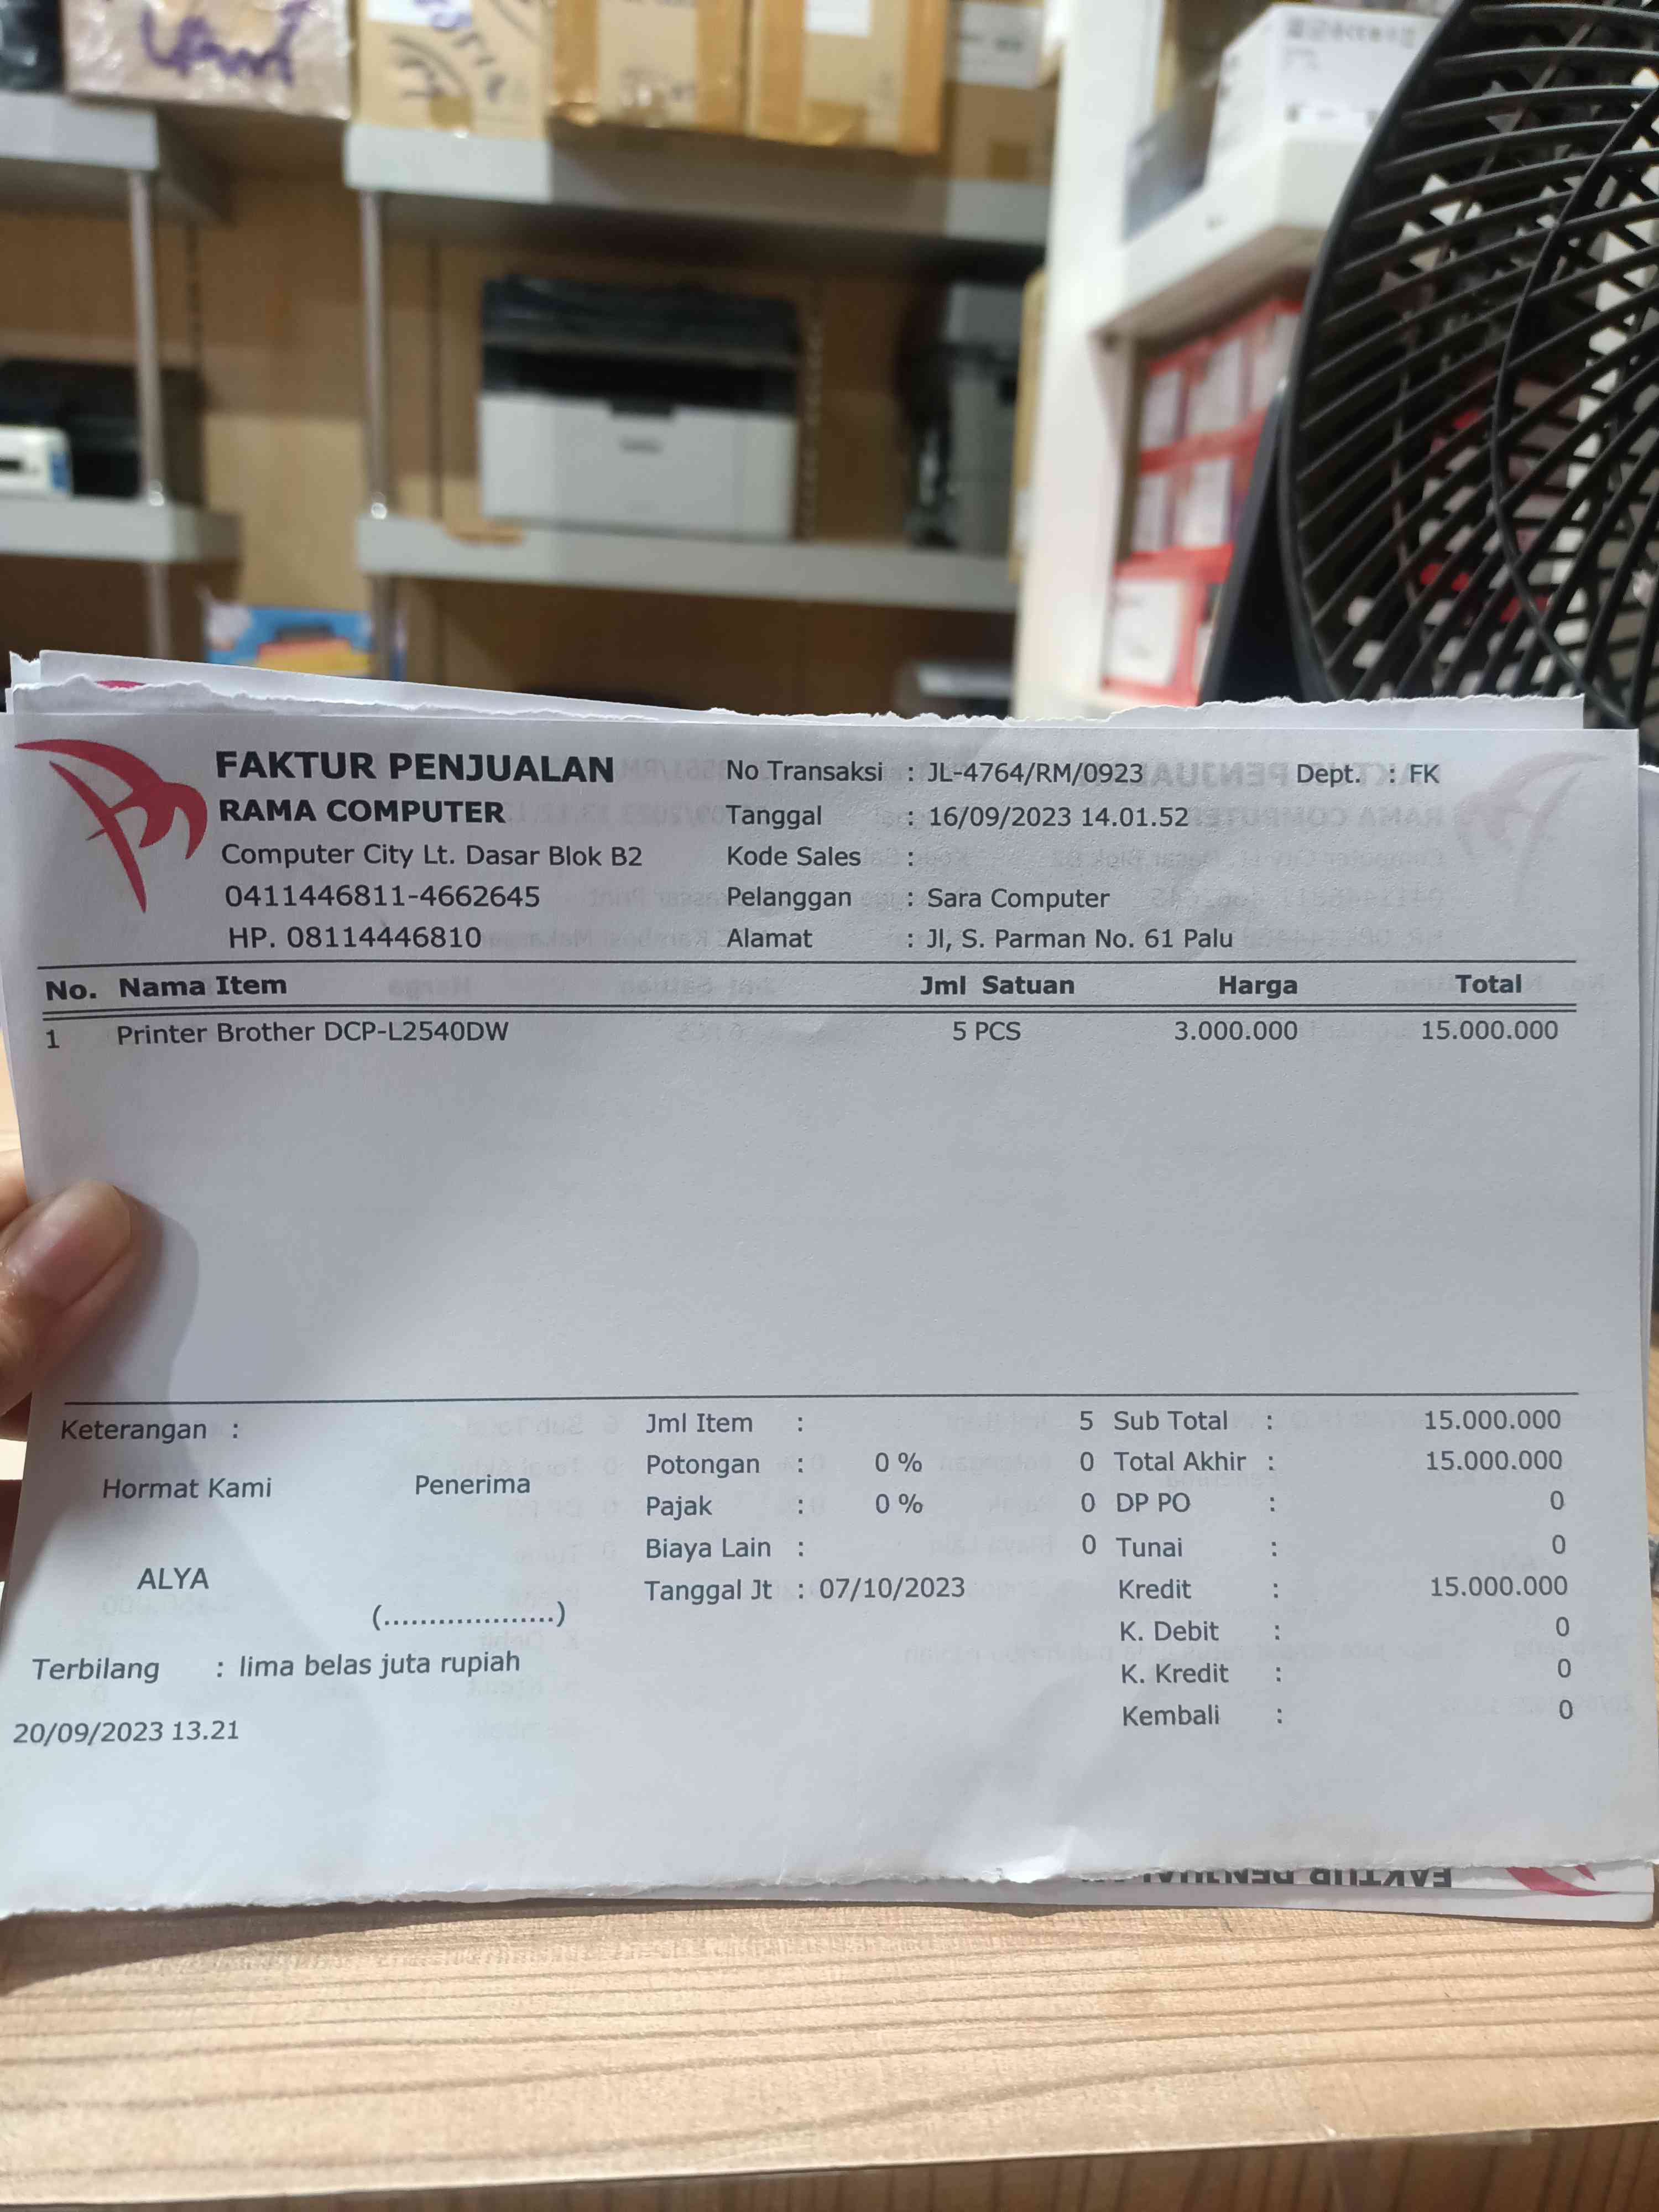 FAKTUR PENJUALAN
RAMA COMPUTER
Computer City Lt. Dasar Blok B2
0411446811-4662645
HP. 08114446810
No Transaksi : JL-4764/RM/0923 Dept. : FK
Tanggal : 16/09/2023 14.01.52
Kode Sales :
Pelanggan : Sara Computer
Alamat : Jl, S. Parman No. 61 Palu
No. Nama Item Jml Satuan Harga Total
1 Printer Brother DCP-L2540DW 5 PCS 3.000.000 15.000.000
Keterangan :
Hormat Kami Penerima
ALYA
(...................)
Jml Item : 5
Potongan : 0 % 0
Pajak : 0 % 0
Biaya Lain : 0
Tanggal Jt : 07/10/2023
Sub Total : 15.000.000
Total Akhir : 15.000.000
DP PO : 0
Tunai : 0
Kredit : 15.000.000
K. Debit : 0
K. Kredit : 0
Kembali : 0
Terbilang : lima belas juta rupiah
20/09/2023 13.21
FAKTUR PENJUAL